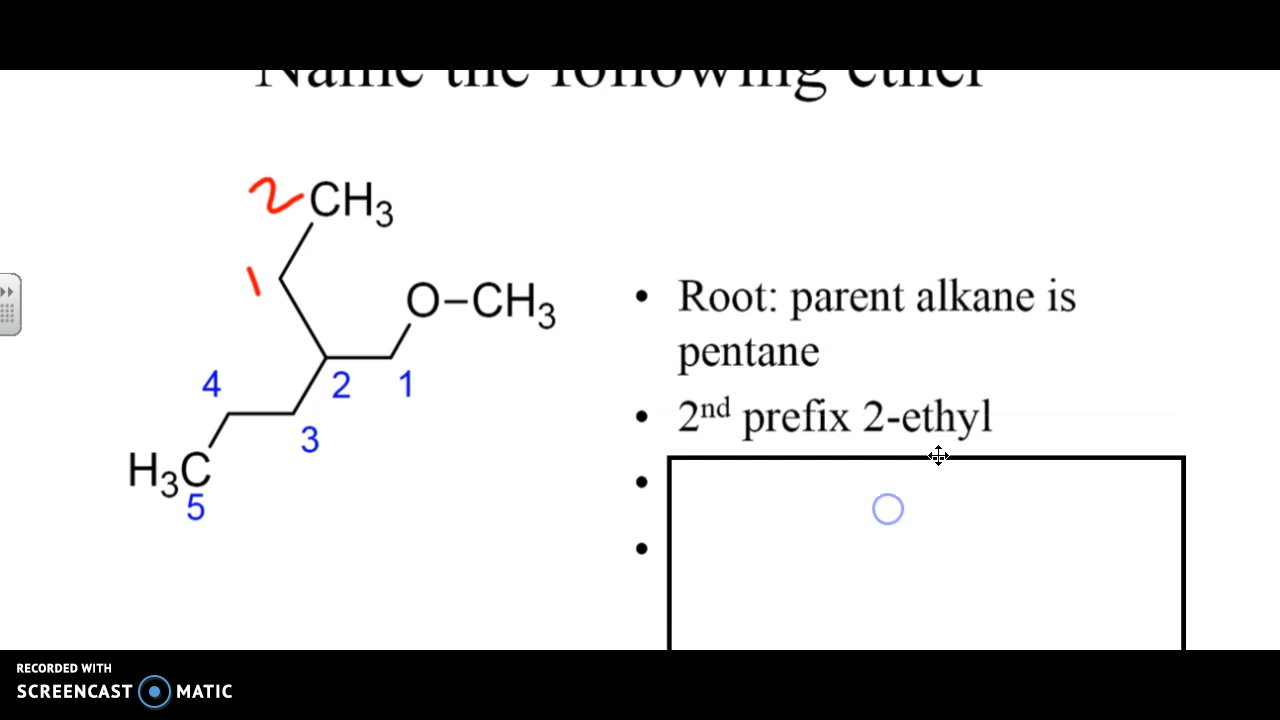 Name the following ether
2 CH3
1
O–CH3
4
2
1
3
H3C
5
• Root: parent alkane is
pentane
• 2nd prefix 2-ethyl
•
•
RECORDED WITH
SCREENCAST MATIC